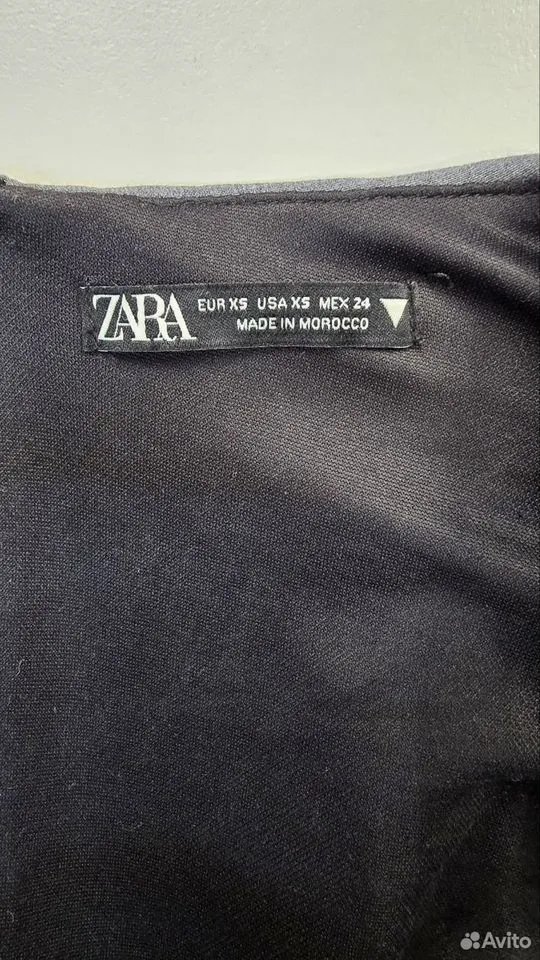 ZARA
EUR XS USA XS MEX 24
MADE IN MOROCCO
Avito